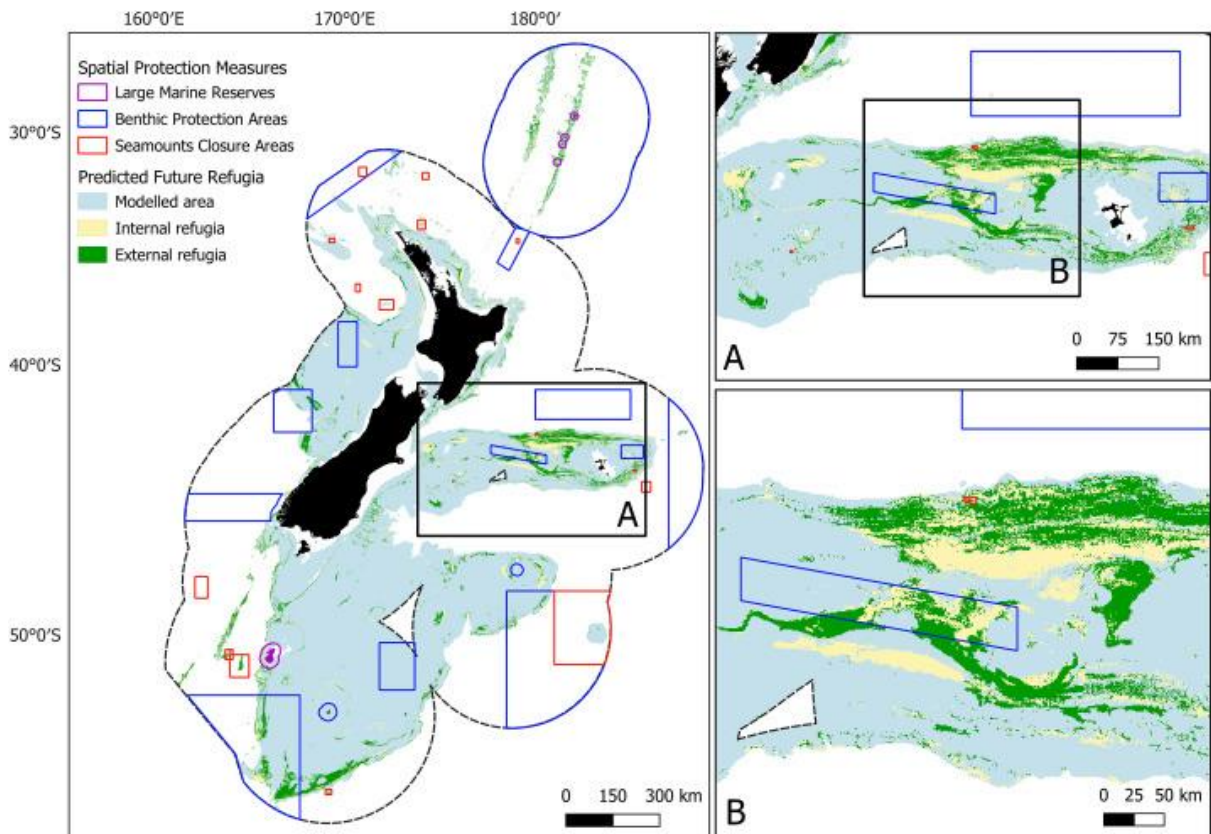 160°0′E 170°0′E 180°0′
30°0′S
40°0′S
50°0′S
Spatial Protection Measures
Large Marine Reserves
Benthic Protection Areas
Seamounts Closure Areas
Predicted Future Refugia
Modelled area
Internal refugia
External refugia
A
0 150 300 km
B
A
0 75 150 km
B
0 25 50 km